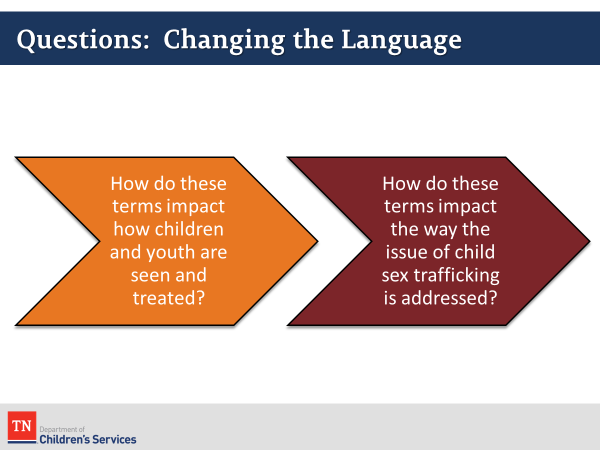 Questions:  Changing the Language
How do these
terms impact
how children
and youth are
seen and
treated?
How do these
terms impact
the way the
issue of child
sex trafficking
is addressed?
TN
Department of
Children's Services